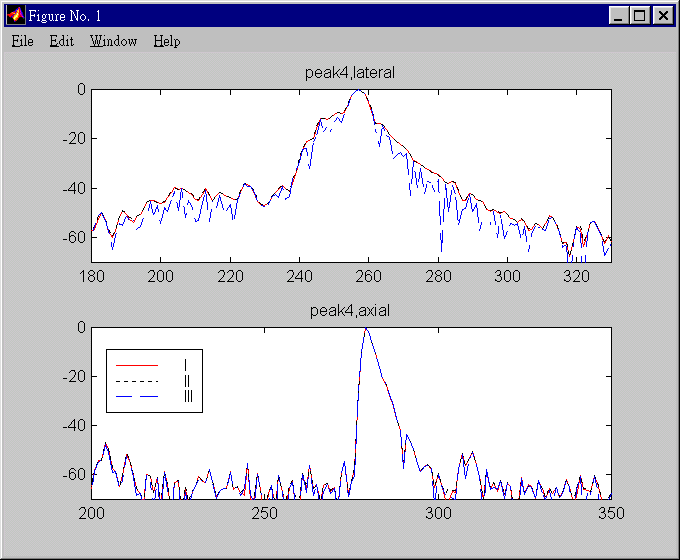 Figure No. 1
File Edit Window Help
peak4,lateral
0
-20
-40
-60
180 200 220 240 260 280 300 320
peak4,axial
0
-20
-40
-60
I
II
III
200 250 300 350